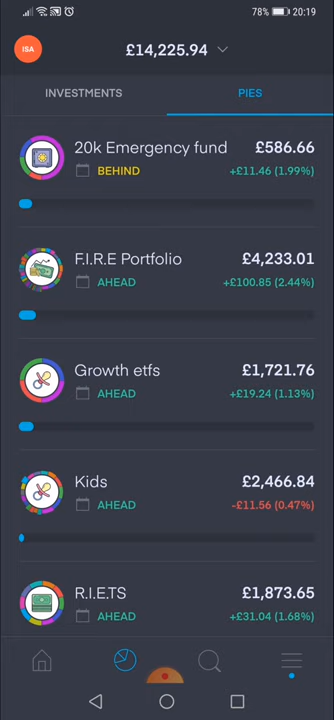 78% 20:19
ISA £14,225.94
INVESTMENTS PIES
20k Emergency fund £586.66
BEHIND +£11.46 (1.99%)
F.I.R.E Portfolio £4,233.01
AHEAD +£100.85 (2.44%)
Growth etfs £1,721.76
AHEAD +£19.24 (1.13%)
Kids £2,466.84
AHEAD -£11.56 (0.47%)
R.I.E.TS £1,873.65
AHEAD +£31.04 (1.68%)